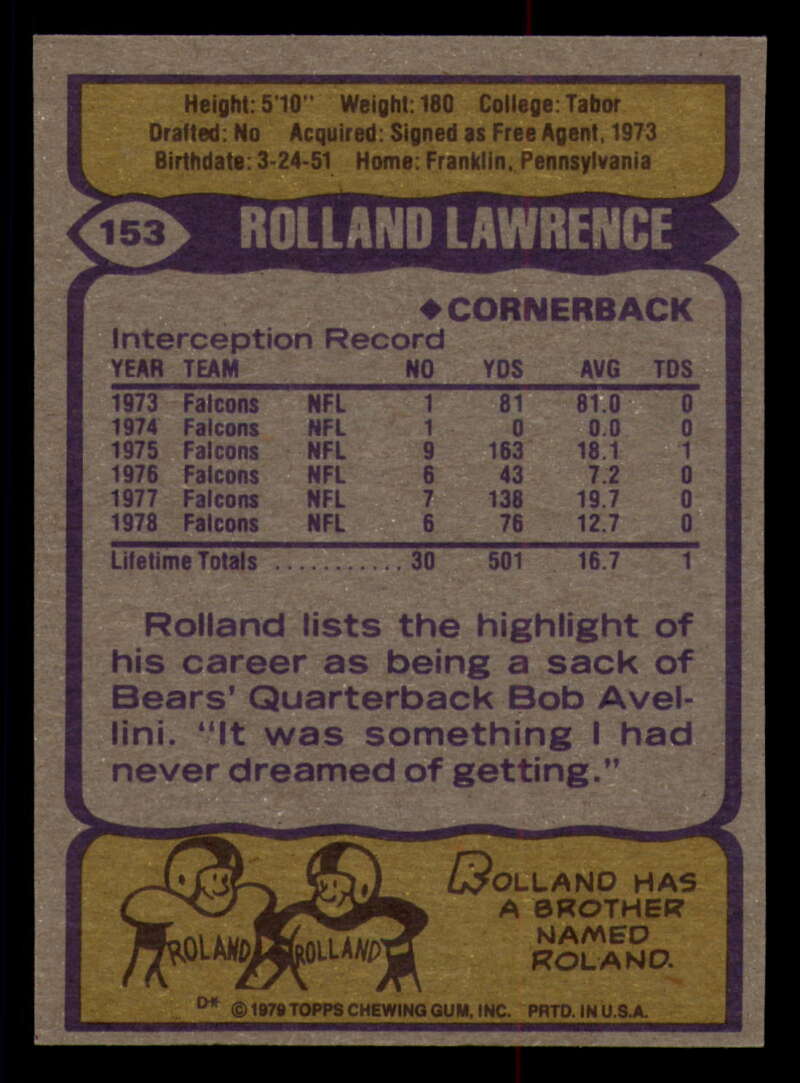 Height: 5'10" Weight: 180 College: Tabor
Drafted: No Acquired: Signed as Free Agent, 1973
Birthdate: 3-24-51 Home: Franklin, Pennsylvania
153 ROLLAND LAWRENCE
◆CORNERBACK
Interception Record
YEAR TEAM NO YDS AVG TDS
1973 Falcons NFL 1 81 81.0 0
1974 Falcons NFL 1 0 0.0 0
1975 Falcons NFL 9 163 18.1 1
1976 Falcons NFL 6 43 7.2 0
1977 Falcons NFL 7 138 19.7 0
1978 Falcons NFL 6 76 12.7 0
Lifetime Totals ........... 30 501 16.7 1
Rolland lists the highlight of
his career as being a sack of
Bears' Quarterback Bob Avel-
lini. "It was something I had
never dreamed of getting."
ROLAND ROLLAND
ROLLAND HAS
A BROTHER
NAMED
ROLAND.
D* © 1979 TOPPS CHEWING GUM, INC. PRTD. IN U.S.A.